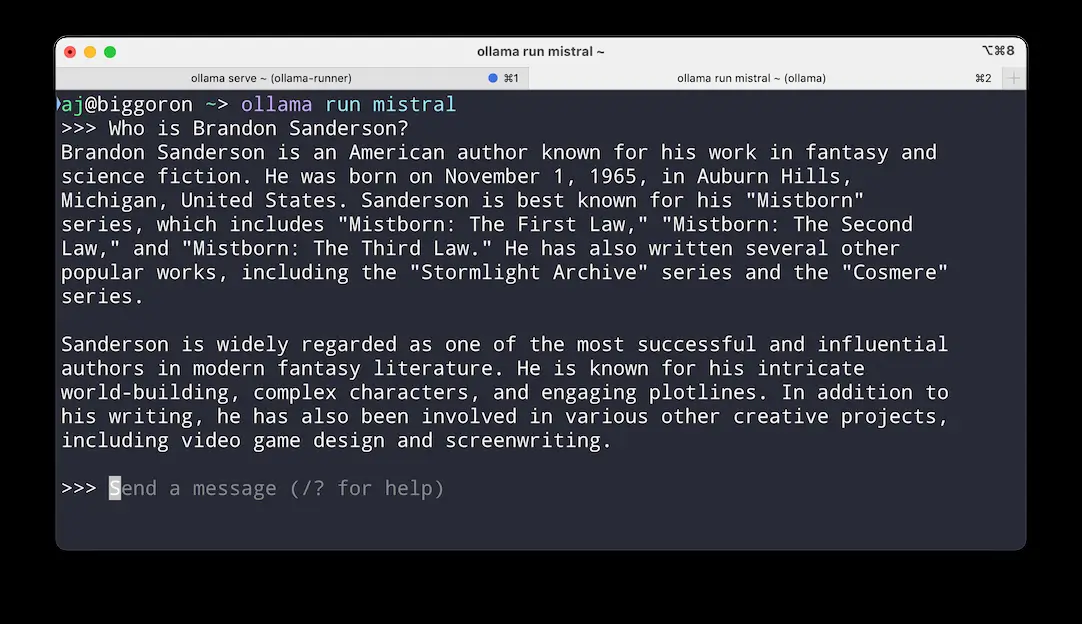 ollama run mistral ~
⌥⌘8
ollama serve ~ (ollama-runner)
⌘1
ollama run mistral ~ (ollama)
⌘2
aj@biggoron ~> ollama run mistral
>>> Who is Brandon Sanderson?
Brandon Sanderson is an American author known for his work in fantasy and
science fiction. He was born on November 1, 1965, in Auburn Hills,
Michigan, United States. Sanderson is best known for his "Mistborn"
series, which includes "Mistborn: The First Law," "Mistborn: The Second
Law," and "Mistborn: The Third Law." He has also written several other
popular works, including the "Stormlight Archive" series and the "Cosmere"
series.
Sanderson is widely regarded as one of the most successful and influential
authors in modern fantasy literature. He is known for his intricate
world-building, complex characters, and engaging plotlines. In addition to
his writing, he has also been involved in various other creative projects,
including video game design and screenwriting.
>>> Send a message (/? for help)